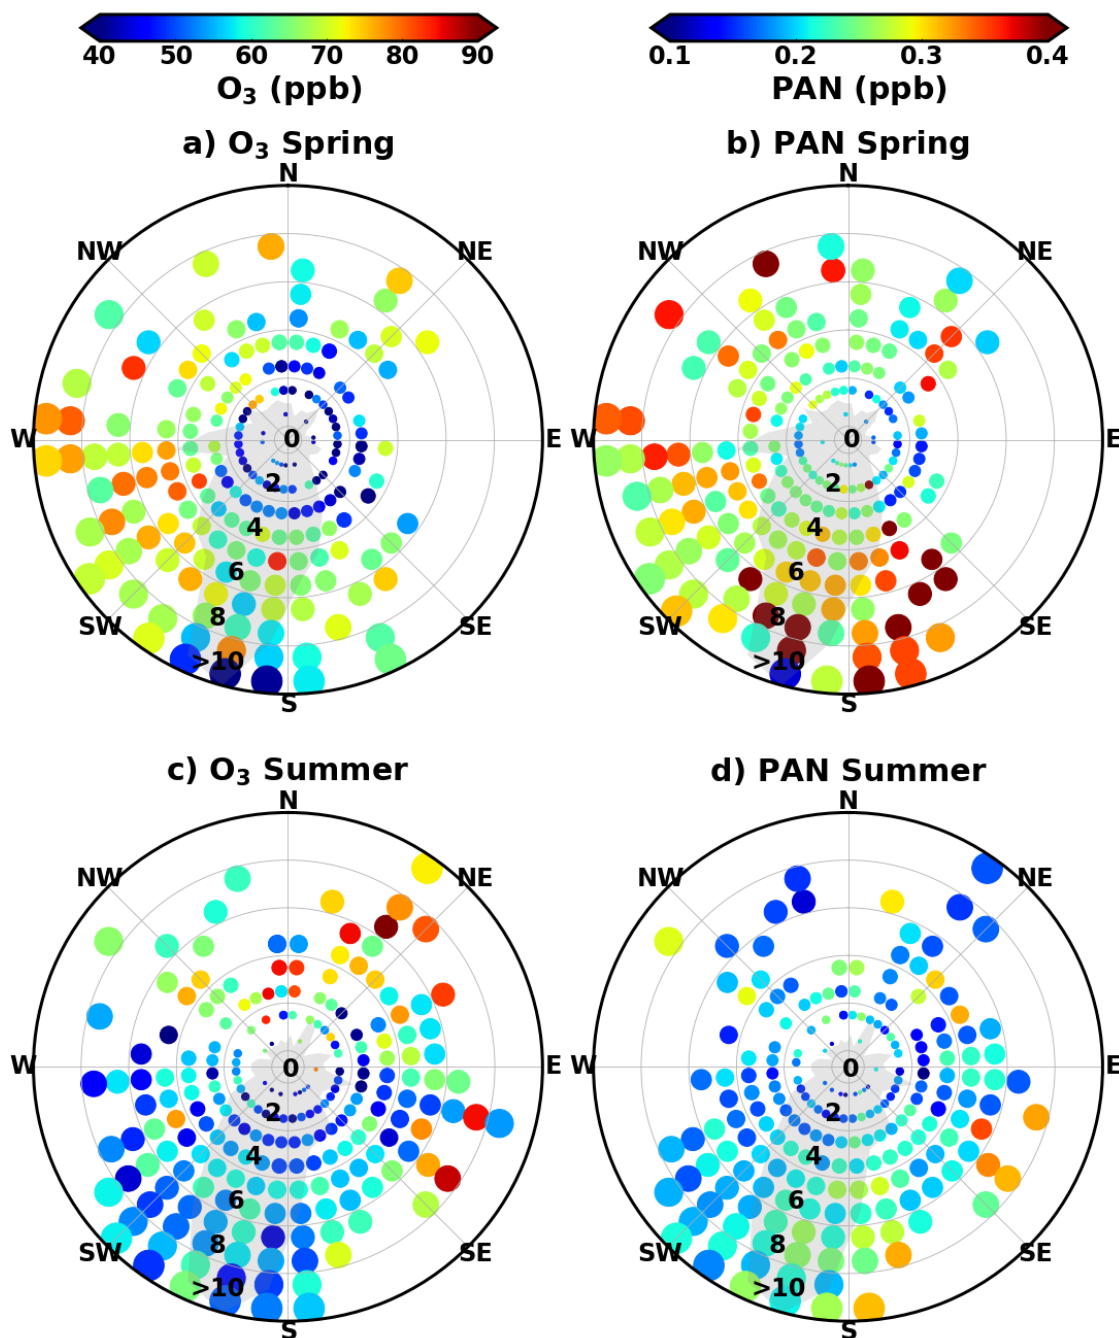 40 50 60 70 80 90
O₃ (ppb)
0.1 0.2 0.3 0.4
PAN (ppb)
a) O₃ Spring
N
NW
NE
W
E
SW
SE
S
0
2
4
6
8
>10
b) PAN Spring
N
NW
NE
W
E
SW
SE
S
0
2
4
6
8
>10
c) O₃ Summer
N
NW
NE
W
E
SW
SE
S
0
2
4
6
8
>10
d) PAN Summer
N
NW
NE
W
E
SW
SE
S
0
2
4
6
8
>10